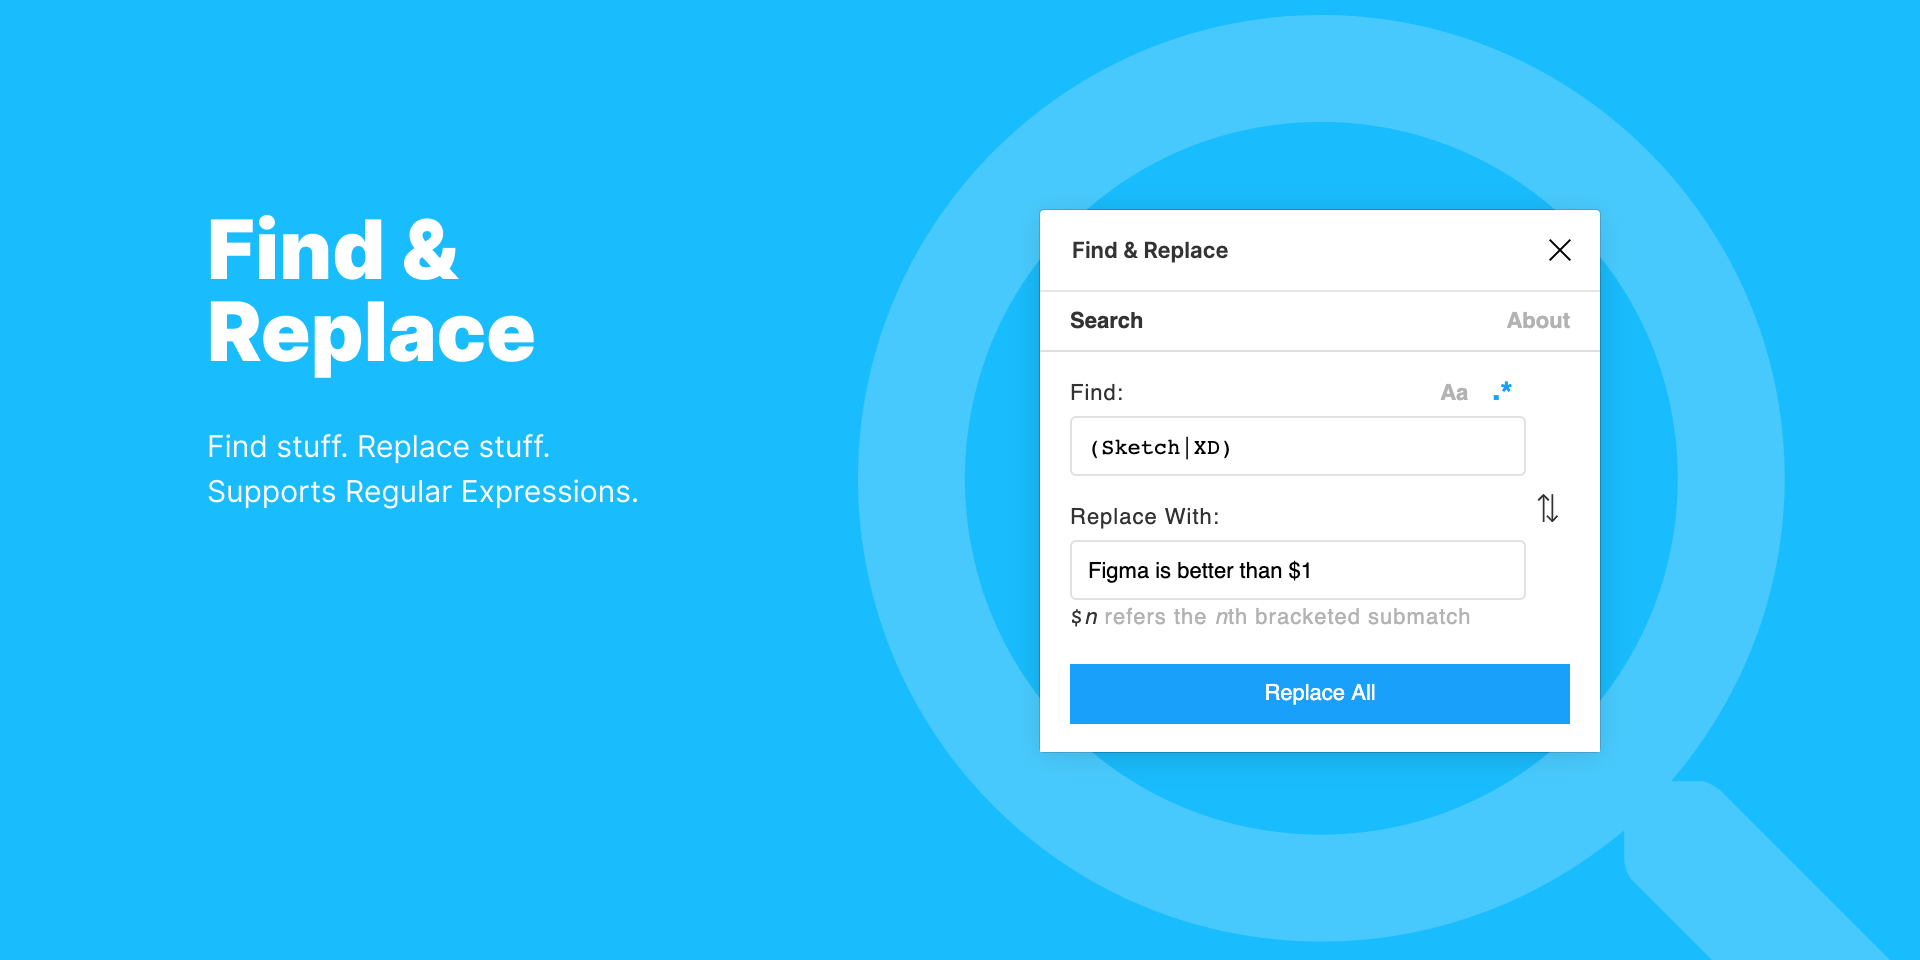 Find &
Replace
Find stuff. Replace stuff.
Supports Regular Expressions.
Find & Replace
Search
About
Find:
Aa
.*
(Sketch|XD)
Replace With:
Figma is better than $1
$n refers the nth bracketed submatch
Replace All